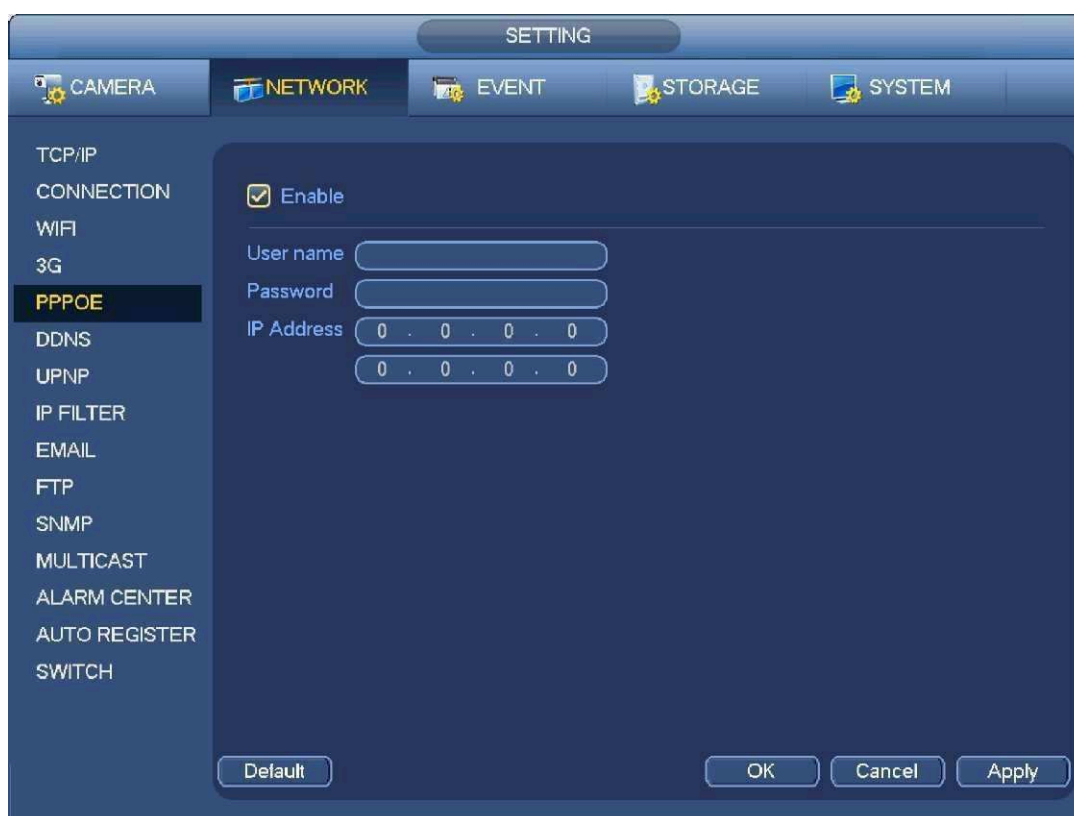 SETTING
CAMERA NETWORK EVENT STORAGE SYSTEM
TCP/IP
CONNECTION
WIFI
3G
PPPOE
DDNS
UPNP
IP FILTER
EMAIL
FTP
SNMP
MULTICAST
ALARM CENTER
AUTO REGISTER
SWITCH
Enable
User name
Password
IP Address 0 . 0 . 0 . 0
0 . 0 . 0 . 0
Default OK Cancel Apply